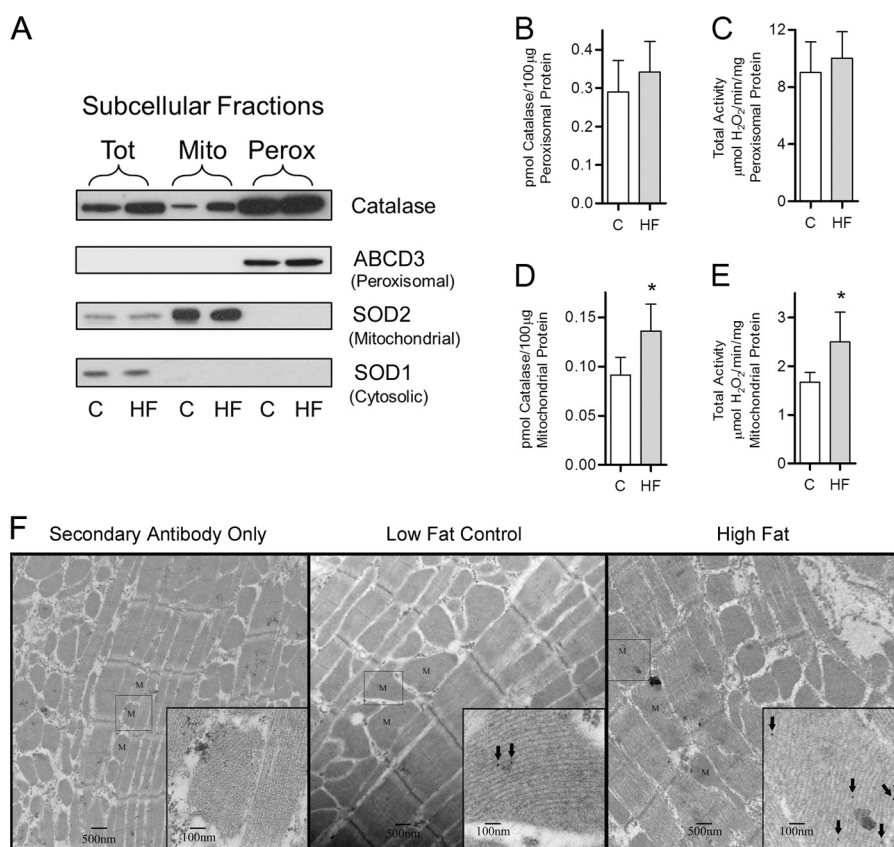 A
Subcellular Fractions
Tot Mito Perox
Catalase
ABCD3
(Peroxisomal)
SOD2
(Mitochondrial)
SOD1
(Cytosolic)
C HF C HF C HF
B
pmol Catalase/100µg
Peroxisomal Protein
0.4
0.3
0.2
0.1
0.0
C HF
C
Total Activity
µmol H₂O₂/min/mg
Peroxisomal Protein
12
9
6
3
0
C HF
D
pmol Catalase/100µg
Mitochondrial Protein
0.15
0.10
0.05
0.00
*
C HF
E
Total Activity
µmol H₂O₂/min/mg
Mitochondrial Protein
3
2
1
0
*
C HF
F
Secondary Antibody Only
M
M
M
500nm
100nm
Low Fat Control
M
M
M
500nm
100nm
High Fat
M
M
M
500nm
100nm